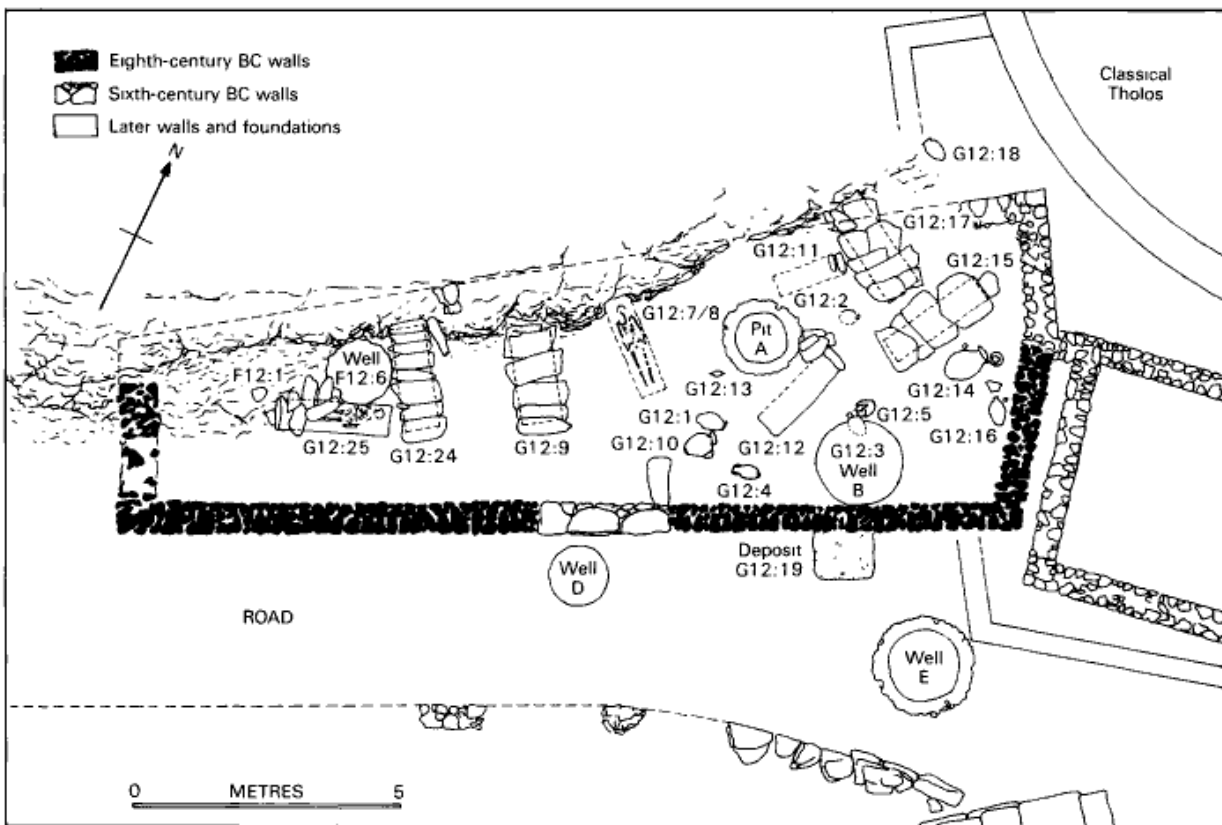 Eighth-century BC walls
Sixth-century BC walls
Later walls and foundations
N
Classical
Tholos
G12:18
G12:17
G12:11
G12:15
G12:2
G12:7/8
Pit
A
Well
F12:6
F12:1
G12:13
G12:14
G12:1
G12:5
G12:16
G12:10
G12:25
G12:24
G12:9
G12:12
G12:3
Well
B
G12:4
Deposit
G12:19
Well
D
ROAD
Well
E
0 METRES 5